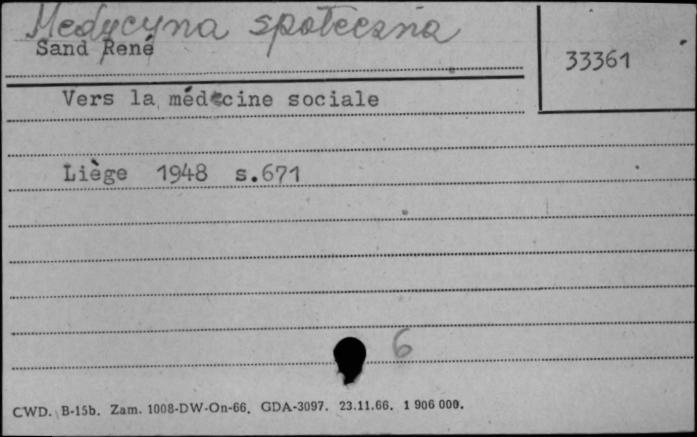 Medycyna społeczna
Sand René
33361
Vers la médecine sociale
Liège 1948 s.671
6
CWD. B-15b. Zam. 1008-DW-On-66. GDA-3097. 23.11.66. 1 906 000.